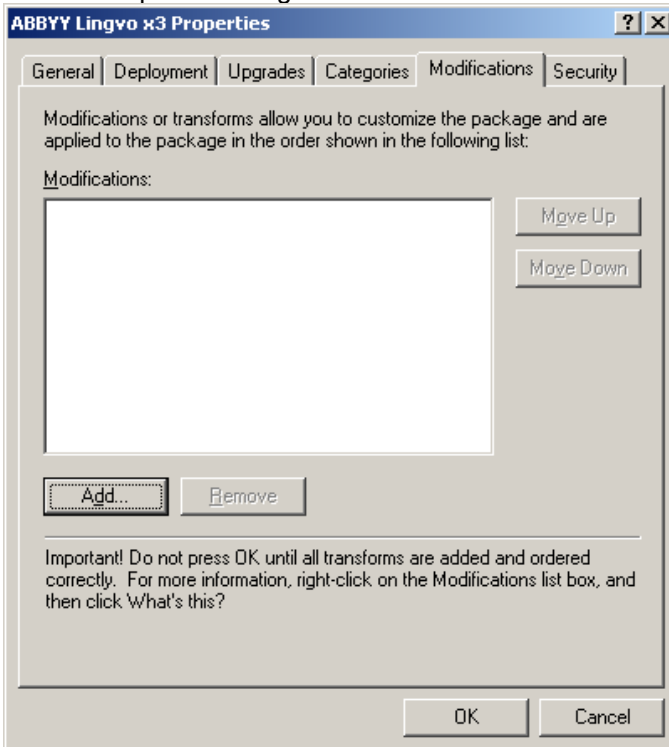 ABBYY Lingvo x3 Properties
General Deployment Upgrades Categories Modifications Security
Modifications or transforms allow you to customize the package and are
applied to the package in the order shown in the following list:
Modifications:
Move Up
Move Down
Add... Remove
Important! Do not press OK until all transforms are added and ordered
correctly. For more information, right-click on the Modifications list box, and
then click What's this?
OK Cancel